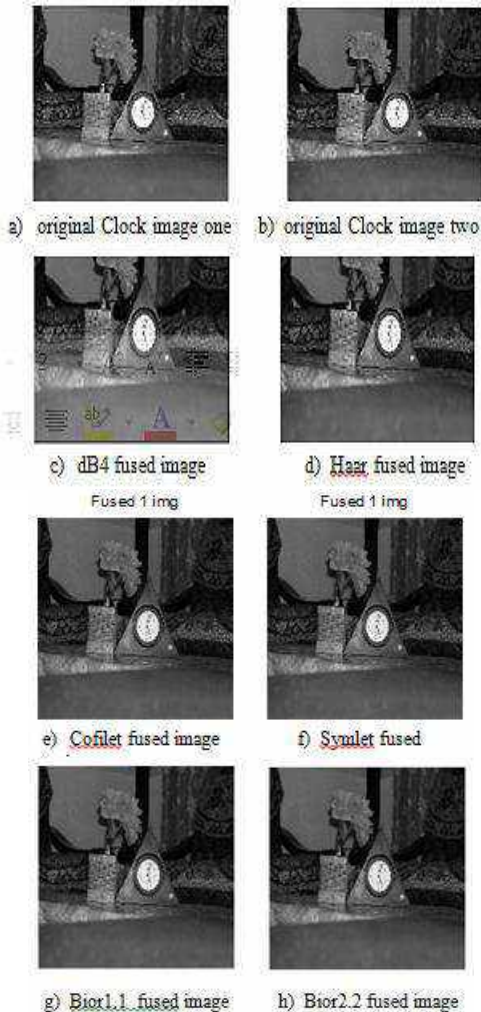 a) original Clock image one
b) original Clock image two
ab
A
A
c) dB4 fused image
d) Haar fused image
Fused 1 img
Fused 1 img
e) Cofilet fused image
f) Symlet fused
g) Bior1.1 fused image
h) Bior2.2 fused image